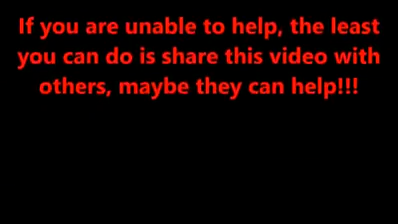 If you are unable to help, the least
you can do is share this video with
others, maybe they can help!!!